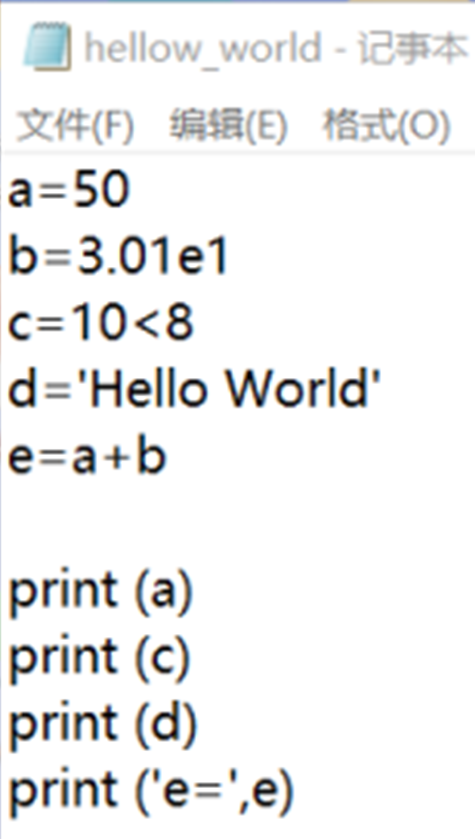 hellow_world - 记事本
文件(F) 编辑(E) 格式(O)
a=50
b=3.01e1
c=10<8
d='Hello World'
e=a+b
print (a)
print (c)
print (d)
print ('e=',e)